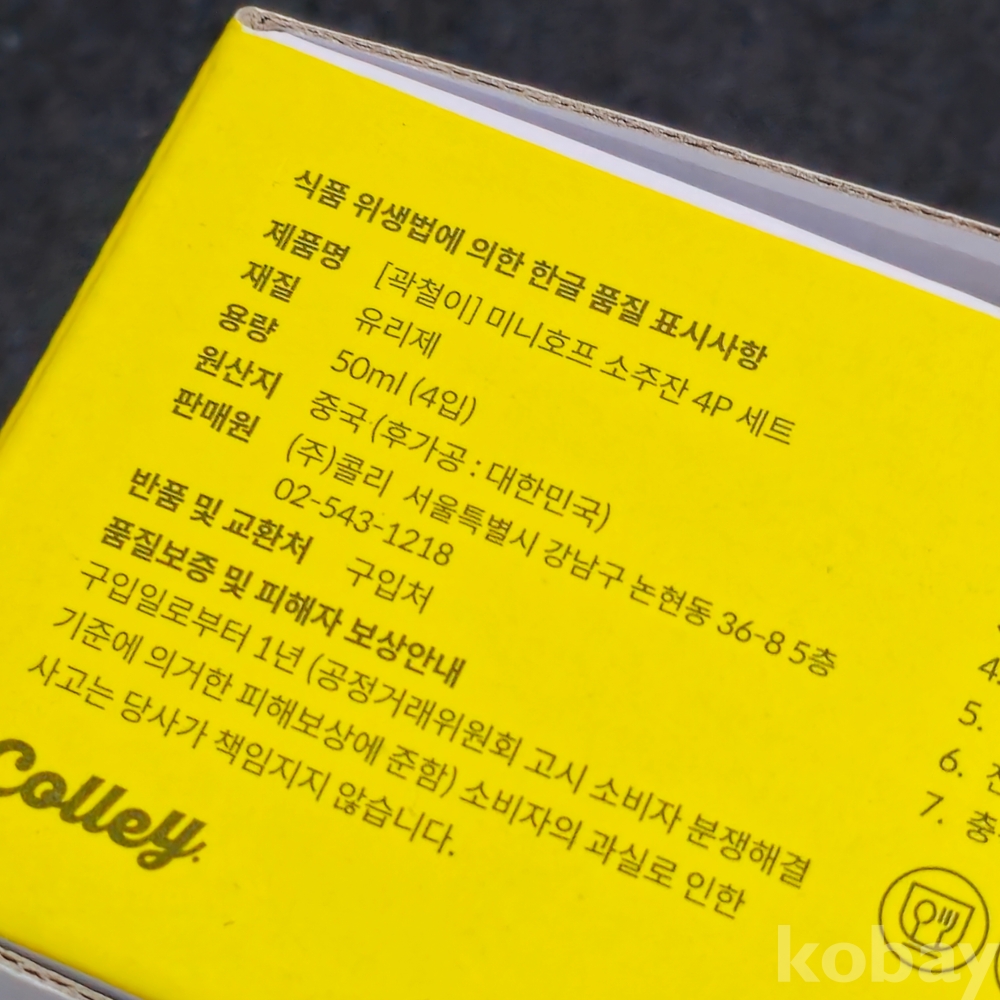 식품 위생법에 의한 한글 품질 표시사항
제품명 [곽철이] 미니호프 소주잔 4P 세트
재질 유리제
용량 50ml (4입)
원산지 중국 (후가공 : 대한민국)
판매원 (주)콜리 서울특별시 강남구 논현동 36-8 5층
02-543-1218
반품 및 교환처 구입처
품질보증 및 피해자 보상안내
구입일로부터 1년 (공정거래위원회 고시 소비자 분쟁해결
기준에 의거한 피해보상에 준함) 소비자의 과실로 인한
사고는 당사가 책임지지 않습니다.
Colley.
4.
5.
6.
7. 충
kobay